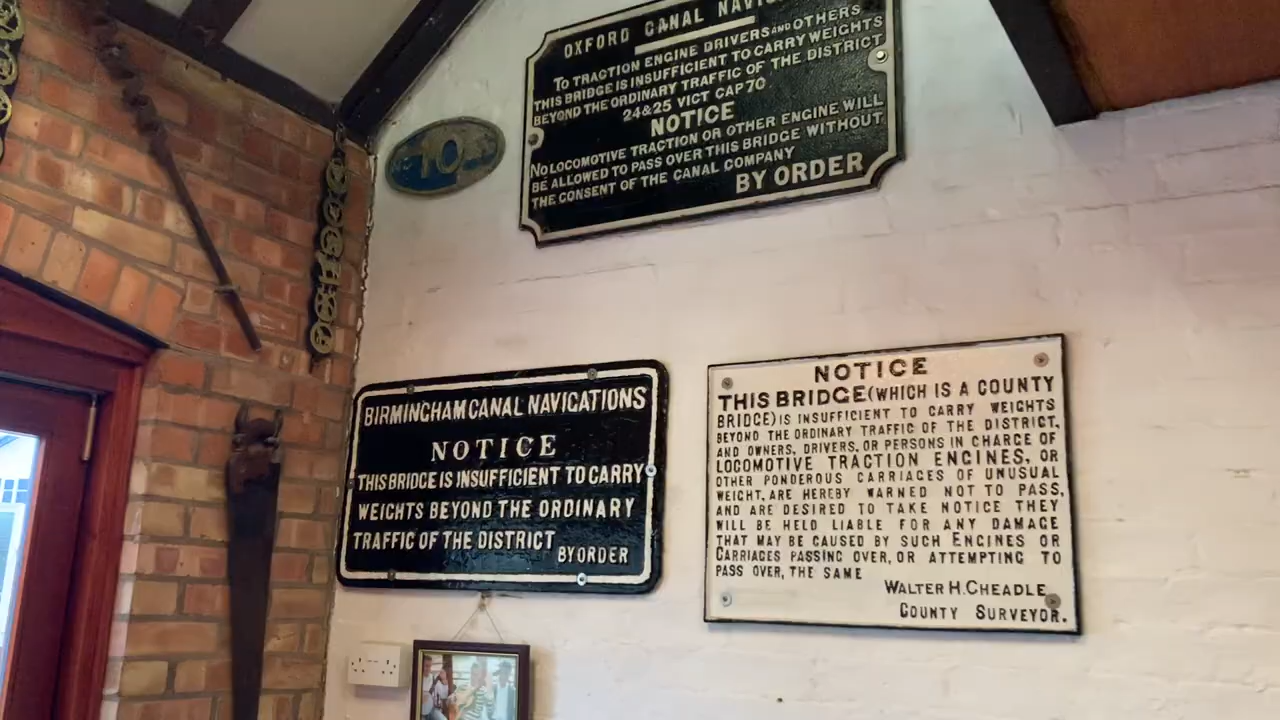 OXFORD CANAL
TO TRACTION ENGINE DRIVERS AND OTHERS
THIS BRIDGE IS INSUFFICIENT TO CARRY WEIGHTS
BEYOND THE ORDINARY TRAFFIC OF THE DISTRICT
24 & 25 VICT CAP 70
NOTICE
NO LOCOMOTIVE TRACTION OR OTHER ENGINE WILL
BE ALLOWED TO PASS OVER THIS BRIDGE WITHOUT
THE CONSENT OF THE CANAL COMPANY
BY ORDER
No 10
BIRMINGHAM CANAL NAVIGATIONS
NOTICE
THIS BRIDGE IS INSUFFICIENT TO CARRY
WEIGHTS BEYOND THE ORDINARY
TRAFFIC OF THE DISTRICT
BY ORDER
NOTICE
THIS BRIDGE (WHICH IS A COUNTY
BRIDGE) IS INSUFFICIENT TO CARRY WEIGHTS
BEYOND THE ORDINARY TRAFFIC OF THE DISTRICT,
AND OWNERS, DRIVERS, OR PERSONS IN CHARGE OF
LOCOMOTIVE TRACTION ENGINES, OR
OTHER PONDEROUS CARRIAGES OF UNUSUAL
WEIGHT, ARE HEREBY WARNED NOT TO PASS,
AND ARE DESIRED TO TAKE NOTICE THEY
WILL BE HELD LIABLE FOR ANY DAMAGE
THAT MAY BE CAUSED BY SUCH ENGINES OR
CARRIAGES PASSING OVER, OR ATTEMPTING TO
PASS OVER, THE SAME
WALTER H. CHEADLE,
COUNTY SURVEYOR.